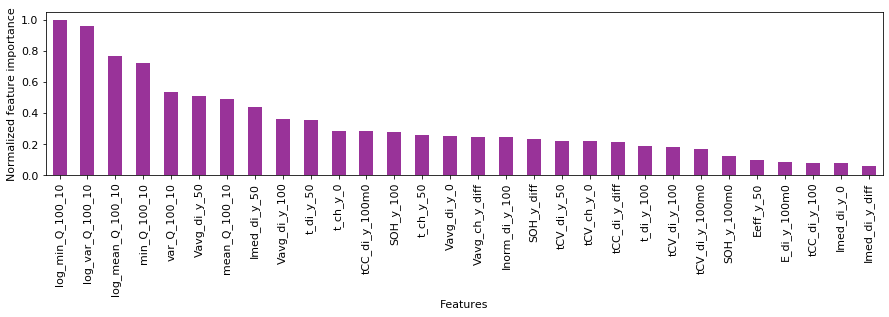 Normalized feature importance
1.0
0.8
0.6
0.4
0.2
0.0
log_min_Q_100_10
log_var_Q_100_10
log_mean_Q_100_10
min_Q_100_10
var_Q_100_10
Vavg_di_y_50
mean_Q_100_10
Imed_di_y_50
Vavg_di_y_100
t_di_y_50
t_ch_y_0
tCC_di_y_100m0
SOH_y_100
t_ch_y_50
Vavg_di_y_0
Vavg_ch_y_diff
Inorm_di_y_100
SOH_y_diff
tCV_di_y_50
tCV_ch_y_0
tCC_di_y_diff
t_di_y_100
tCV_di_y_100
tCV_di_y_100m0
SOH_y_100m0
Eeff_y_50
E_di_y_100m0
tCC_di_y_100
Imed_di_y_0
Imed_di_y_diff
Features